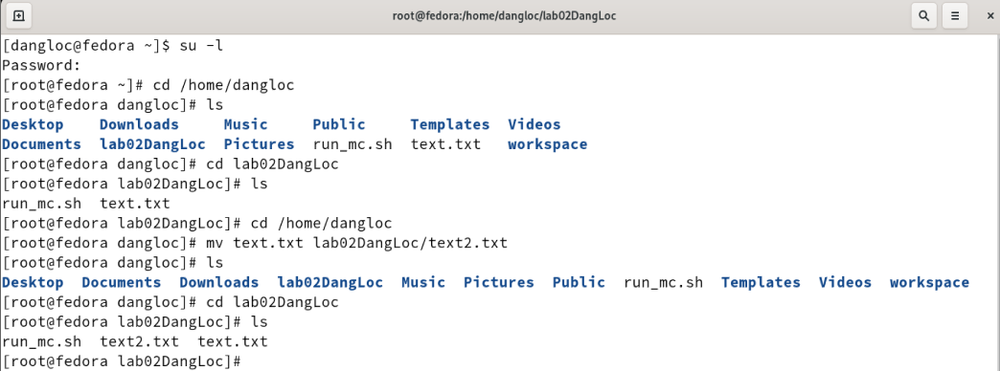 root@fedora:/home/dangloc/lab02DangLoc
[dangloc@fedora ~]$ su -l
Password:
[root@fedora ~]# cd /home/dangloc
[root@fedora dangloc]# ls
Desktop    Downloads     Music     Public     Templates  Videos
Documents  lab02DangLoc  Pictures  run_mc.sh  text.txt   workspace
[root@fedora dangloc]# cd lab02DangLoc
[root@fedora lab02DangLoc]# ls
run_mc.sh  text.txt
[root@fedora lab02DangLoc]# cd /home/dangloc
[root@fedora dangloc]# mv text.txt lab02DangLoc/text2.txt
[root@fedora dangloc]# ls
Desktop  Documents  Downloads  lab02DangLoc  Music  Pictures  Public  run_mc.sh  Templates  Videos  workspace
[root@fedora dangloc]# cd lab02DangLoc
[root@fedora lab02DangLoc]# ls
run_mc.sh  text2.txt  text.txt
[root@fedora lab02DangLoc]#